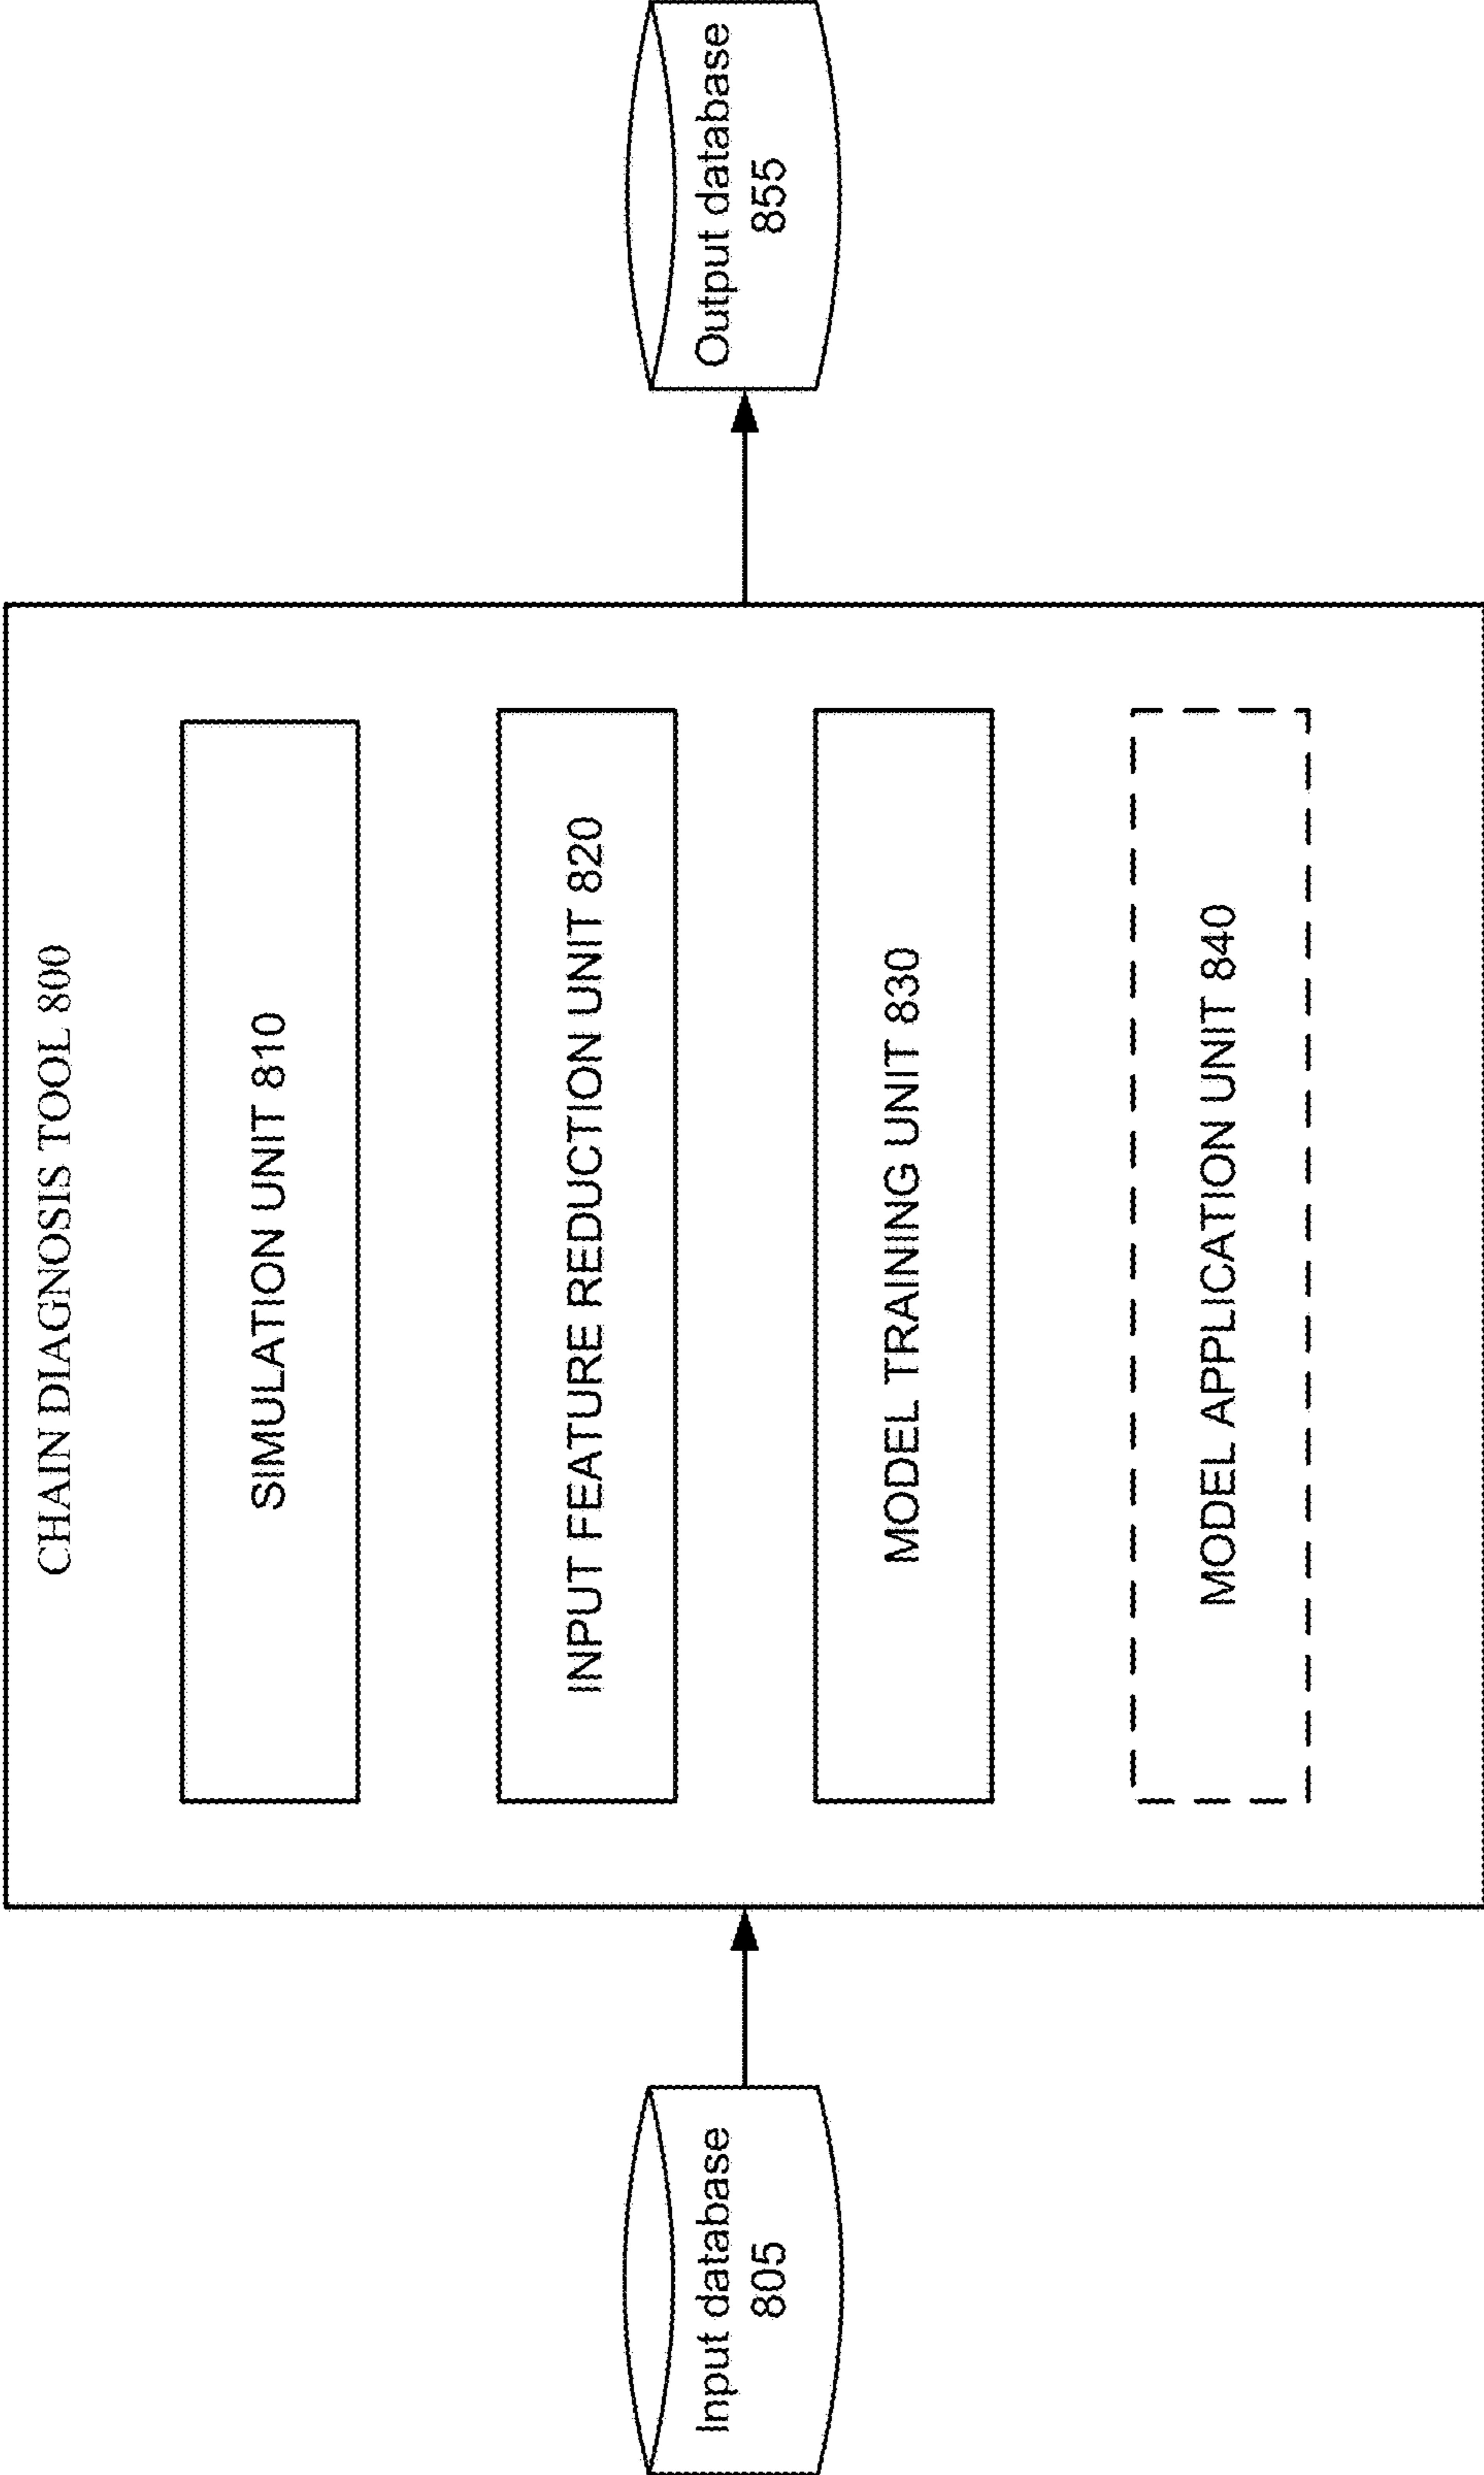 CHAIN DIAGNOSIS TOOL 800
SIMULATION UNIT 810
INPUT FEATURE REDUCTION UNIT 820
MODEL TRAINING UNIT 830
MODEL APPLICATION UNIT 840
Input database
805
Output database
855